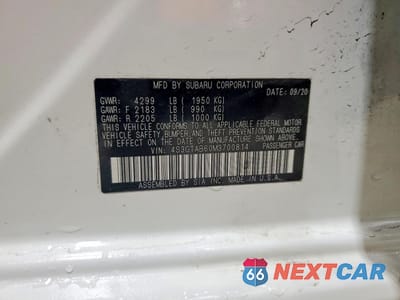 MFD BY SUBARU CORPORATION
DATE: 09/20
GVWR: 4299 LB ( 1950 KG)
GAWR: F 2183 LB ( 990 KG)
GAWR: R 2205 LB ( 1000 KG)
THIS VEHICLE CONFORMS TO ALL APPLICABLE FEDERAL MOTOR
VEHICLE SAFETY, BUMPER AND THEFT PREVENTION STANDARDS
IN EFFECT ON THE DATE OF MANUFACTURE SHOWN ABOVE.
VIN: 4S3GTAB60M3700814 PASSENGER CAR
ASSEMBLED BY SIA INC, MADE IN U.S.A.
66 NEXTCAR